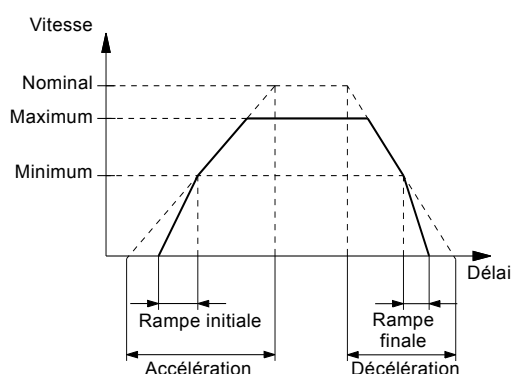 Vitesse
Nominal
Maximum
Minimum
Délai
Rampe initiale
Rampe
finale
Accélération
Décélération